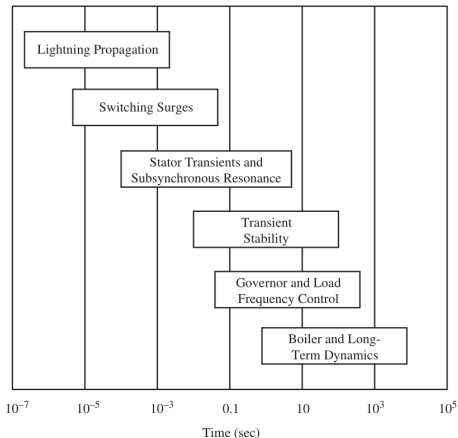 Lightning Propagation
Switching Surges
Stator Transients and
Subsynchronous Resonance
Transient
Stability
Governor and Load
Frequency Control
Boiler and Long-
Term Dynamics
10⁻⁷ 10⁻⁵ 10⁻³ 0.1 10 10³ 10⁵
Time (sec)